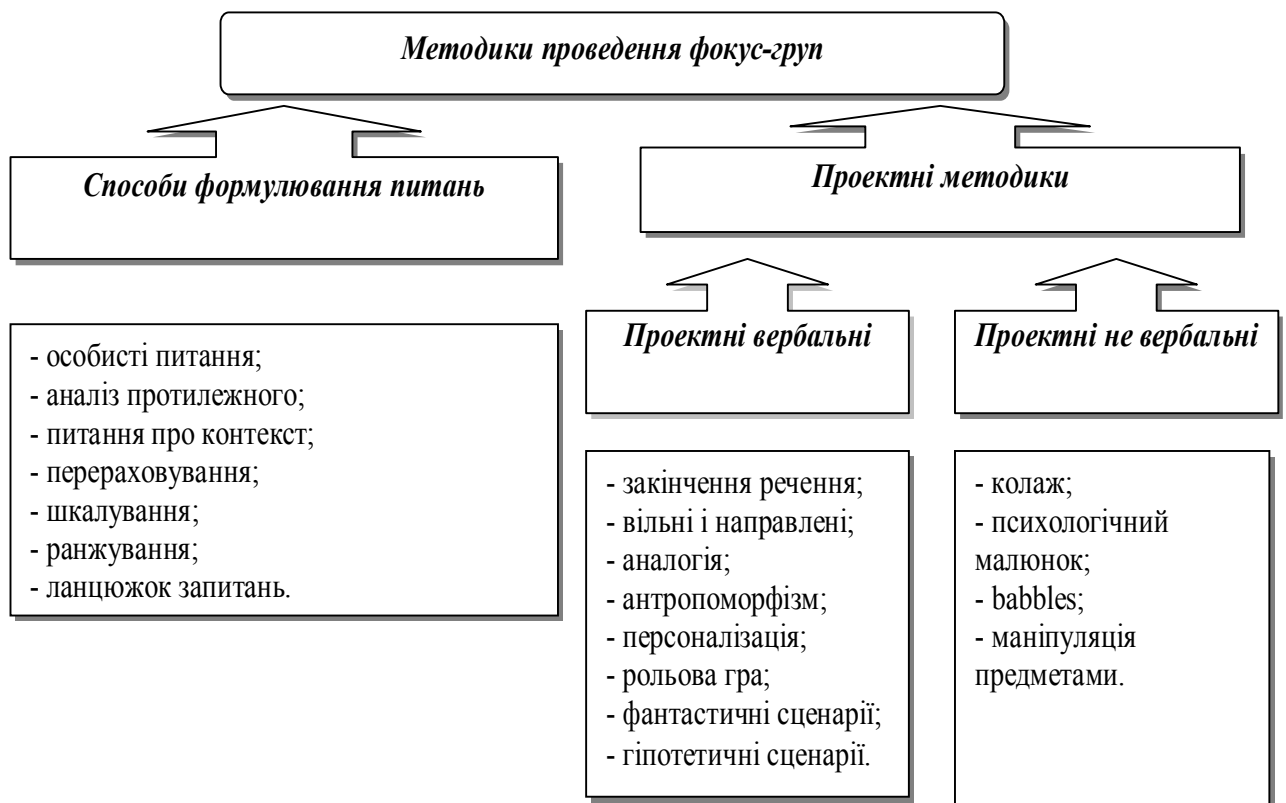 Методики проведення фокус-груп
Способи формулювання питань
Проектні методики
- особисті питання;
- аналіз протилежного;
- питання про контекст;
- перераховування;
- шкалування;
- ранжування;
- ланцюжок запитань.
Проектні вербальні
- закінчення речення;
- вільні і направлені;
- аналогія;
- антропоморфізм;
- персоналізація;
- рольова гра;
- фантастичні сценарії;
- гіпотетичні сценарії.
Проектні не вербальні
- колаж;
- психологічний
малюнок;
- babbles;
- маніпуляція
предметами.